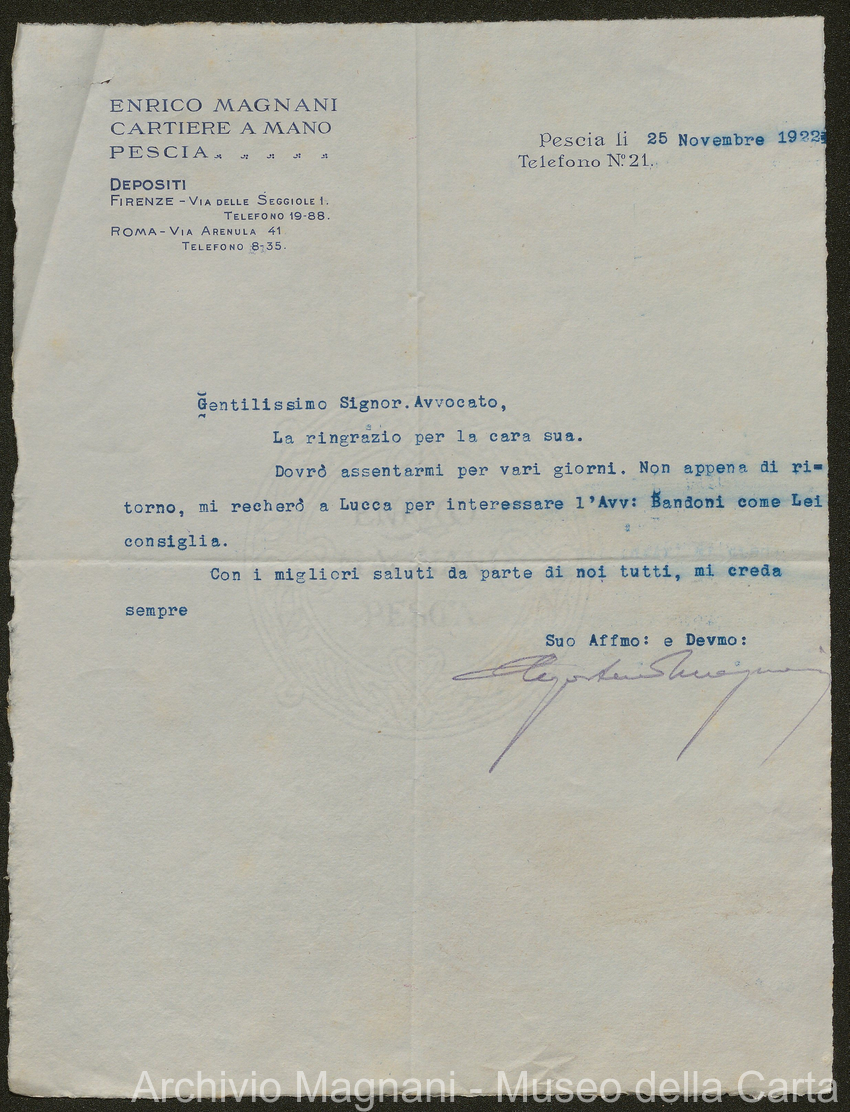 ENRICO MAGNANI
CARTIERE A MANO
PESCIA
DEPOSITI
FIRENZE - VIA DELLE SEGGIOLE 1.
TELEFONO 19-88.
ROMA - VIA ARENULA 41
TELEFONO 8-35.
Pescia li 25 Novembre 1922
Telefono N.º 21.
Gentilissimo Signor.Avvocato,
La ringrazio per la cara sua.
Dovrò assentarmi per vari giorni. Non appena di ri=
torno, mi recherò a Lucca per interessare l'Avv: Bandoni come Lei
consiglia.
Con i migliori saluti da parte di noi tutti, mi creda
sempre
Suo Affmo: e Devmo:
Magnani
ENRICO
MAGNANI
PESCIA
Archivio Magnani - Museo della Carta